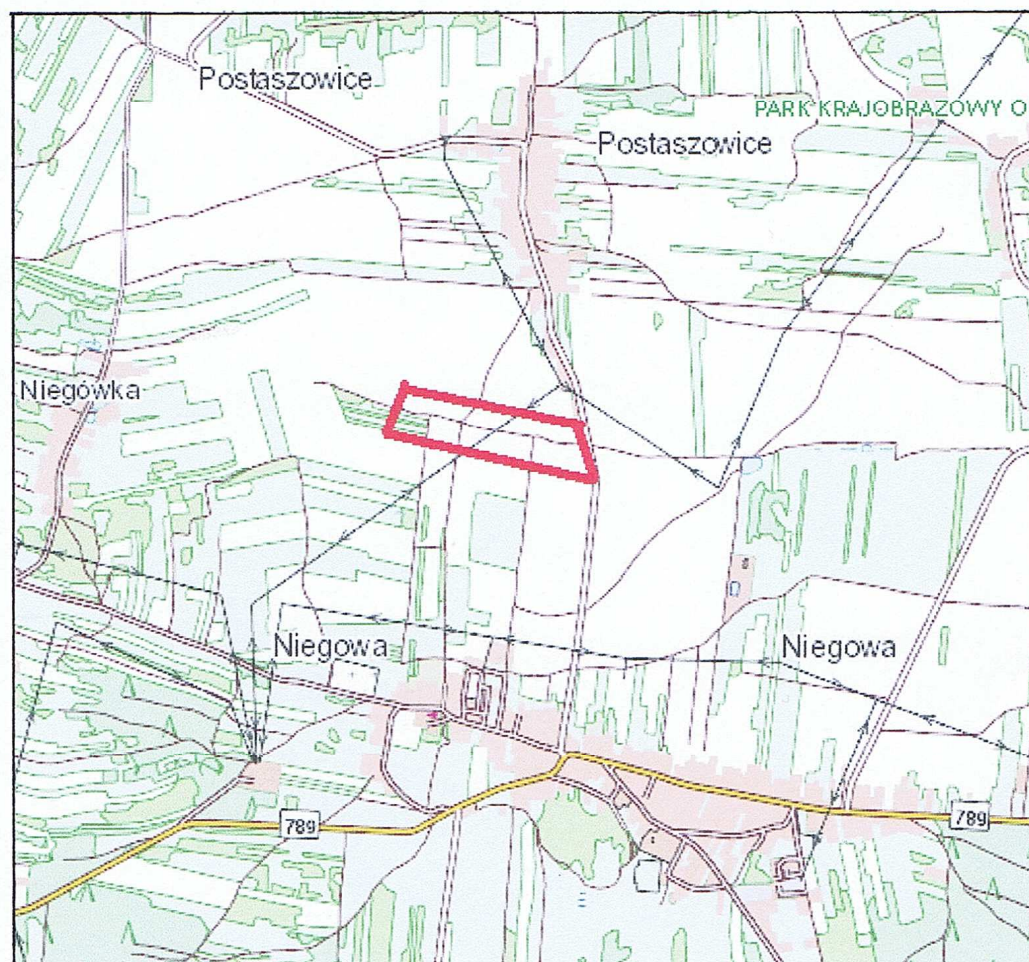 Postaszowice
PARK KRAJOBRAZOWY O
Postaszowice
Niegówka
Niegowa
Niegowa
789
789